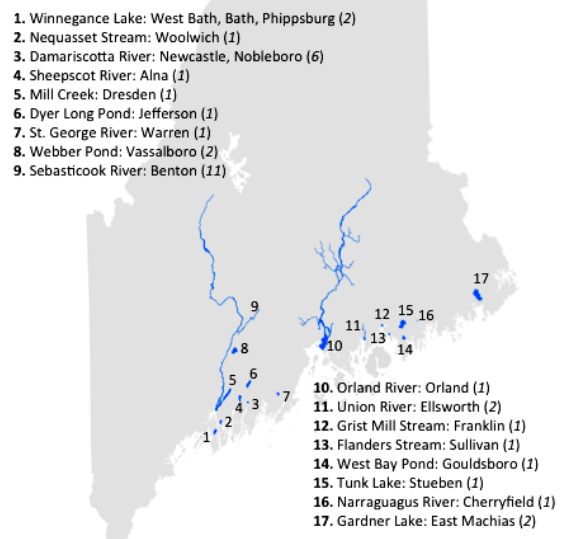 1. Winnegance Lake: West Bath, Bath, Phippsburg (2)
2. Nequasset Stream: Woolwich (1)
3. Damariscotta River: Newcastle, Nobleboro (6)
4. Sheepscot River: Alna (1)
5. Mill Creek: Dresden (1)
6. Dyer Long Pond: Jefferson (1)
7. St. George River: Warren (1)
8. Webber Pond: Vassalboro (2)
9. Sebasticook River: Benton (11)
17
9
12 15 16
11
13
10
14
8
6
5
7
4 3
2
1
10. Orland River: Orland (1)
11. Union River: Ellsworth (2)
12. Grist Mill Stream: Franklin (1)
13. Flanders Stream: Sullivan (1)
14. West Bay Pond: Gouldsboro (1)
15. Tunk Lake: Stueben (1)
16. Narraguagus River: Cherryfield (1)
17. Gardner Lake: East Machias (2)